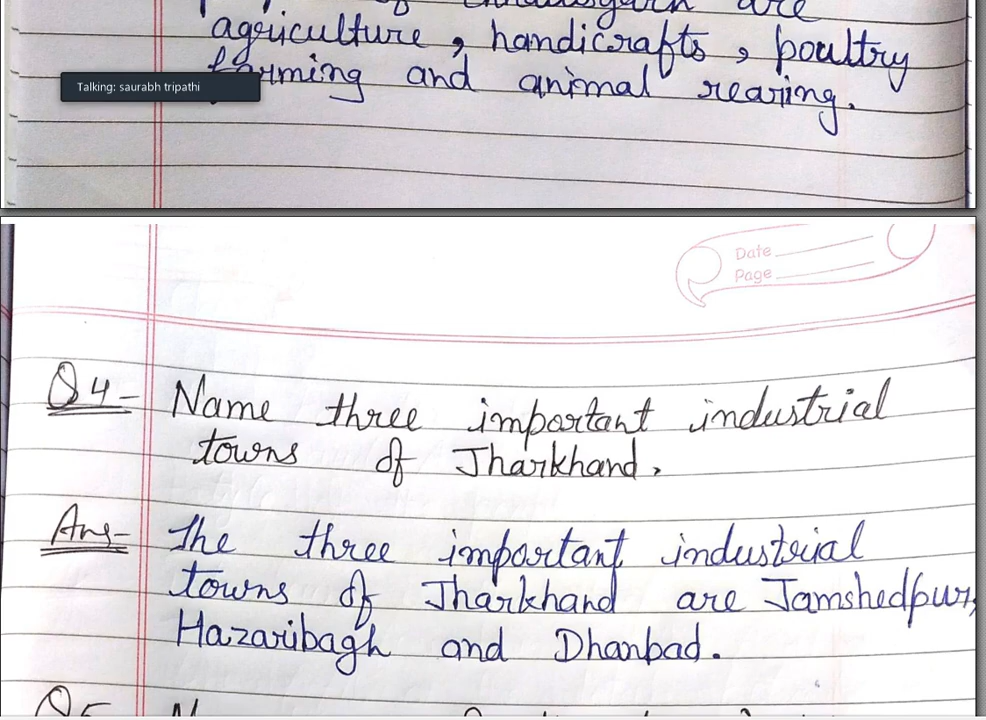 are
agriculture, handicrafts, poultry
farming and animal rearing.
Talking: saurabh tripathi
Date
Page
Q4- Name three important industrial
towns of Jharkhand.
Ans- The three important industrial
towns of Jharkhand are Jamshedpur,
Hazaribagh and Dhanbad.